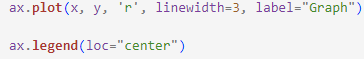 ax.plot(x, y, 'r', linewidth=3, label="Graph")
ax.legend(loc="center")